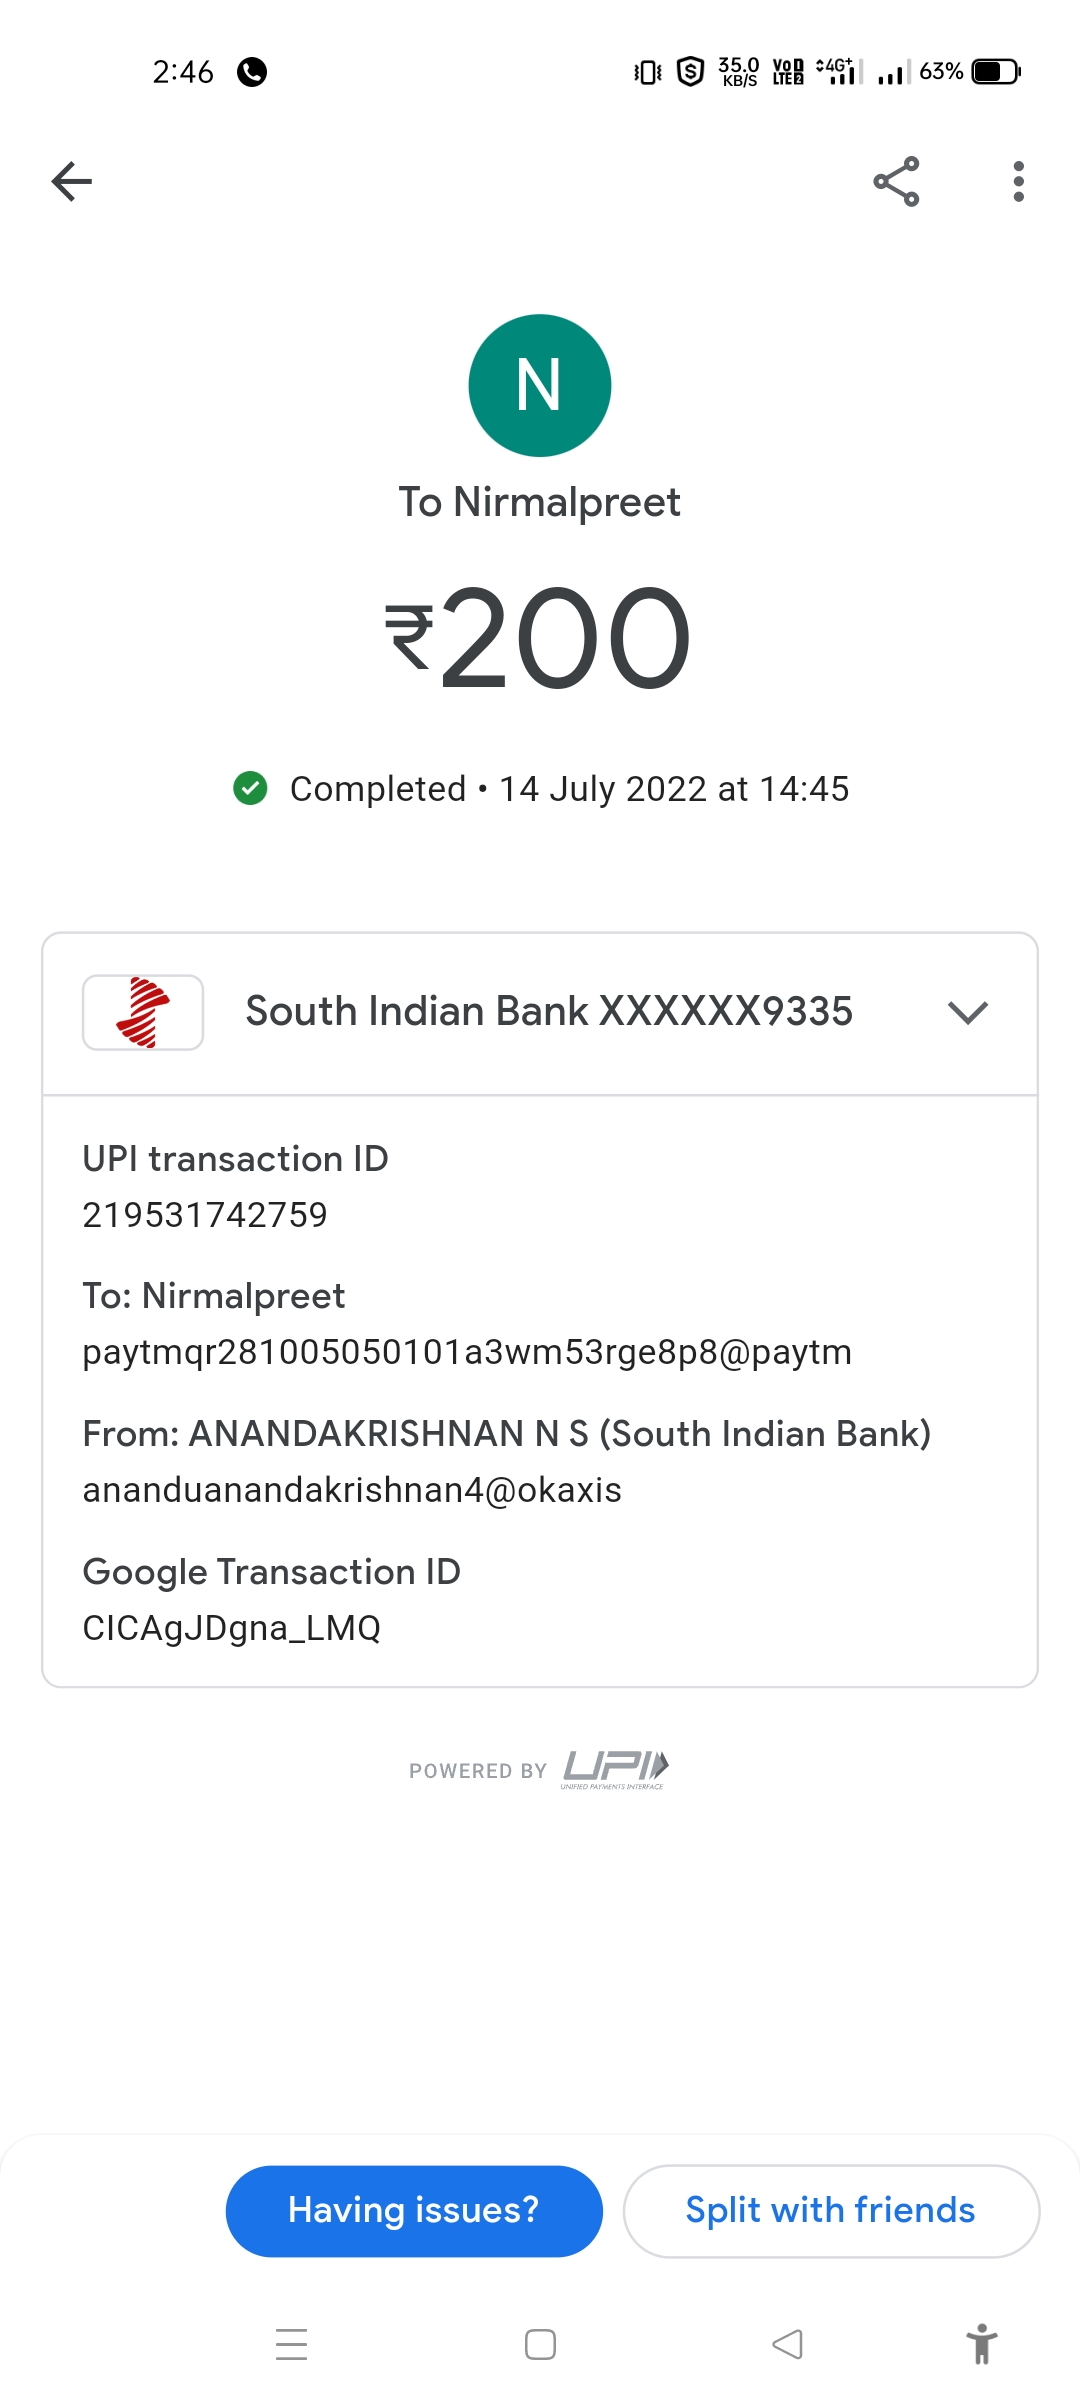 2:46
35.0 KB/S
Vo1 LTE2
4G+
63%
N
To Nirmalpreet
₹200
Completed • 14 July 2022 at 14:45
South Indian Bank XXXXXX9335
UPI transaction ID
219531742759
To: Nirmalpreet
paytmqr281005050101a3wm53rge8p8@paytm
From: ANANDAKRISHNAN N S (South Indian Bank)
ananduanandakrishnan4@okaxis
Google Transaction ID
CICAgJDgna_LMQ
POWERED BY UPI
UNIFIED PAYMENTS INTERFACE
Having issues?
Split with friends